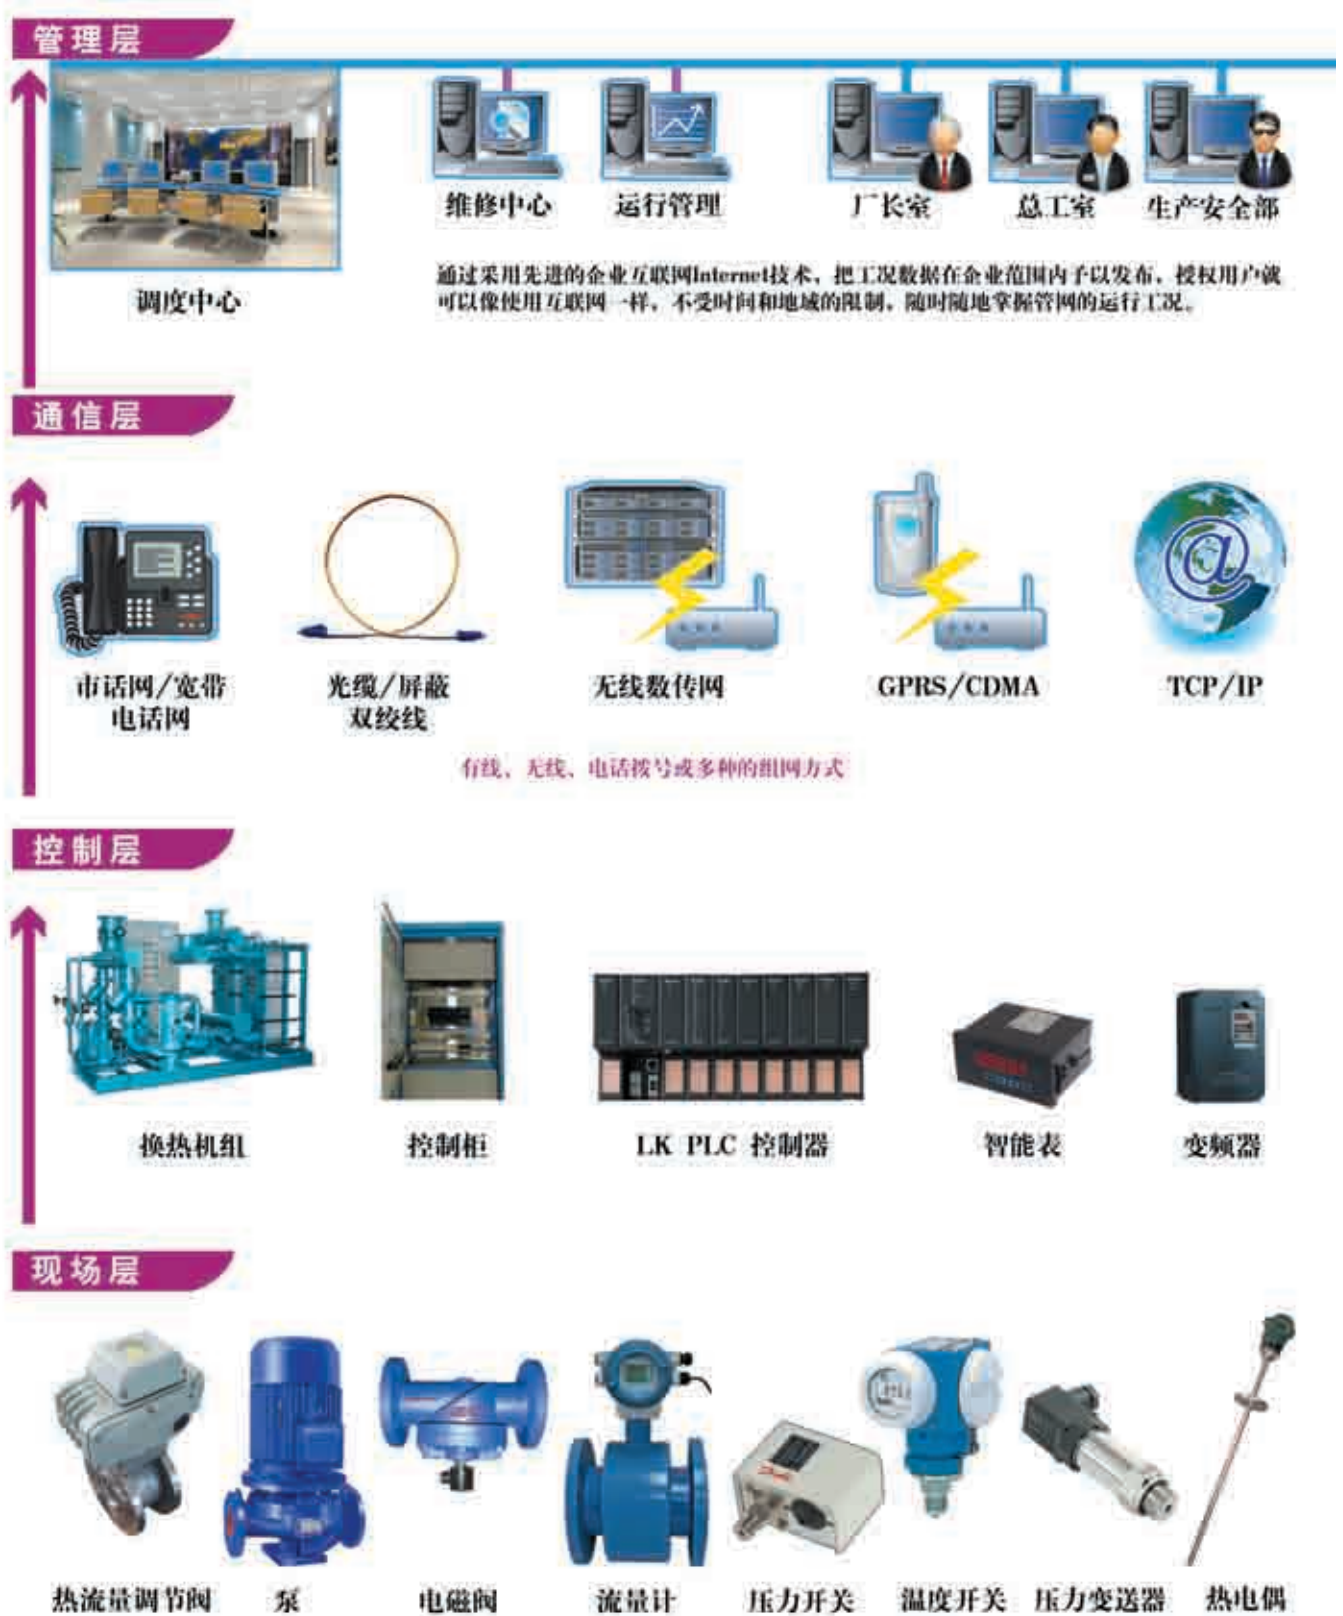 管理层
维修中心
运行管理
厂长室
总工室
生产安全部
调度中心
通过采用先进的企业互联网Internet技术，把工况数据在企业范围内予以发布，授权用户就
可以像使用互联网一样，不受时间和地域的限制，随时随地掌握管网的运行工况。
通信层
市话网/宽带
电话网
光缆/屏蔽
双绞线
无线数传网
GPRS/CDMA
TCP/IP
有线、无线、电话拨号或多种的组网方式
控制层
换热机组
控制柜
LK PLC 控制器
智能表
变频器
现场层
热流量调节阀
泵
电磁阀
流量计
压力开关
温度开关
压力变送器
热电偶